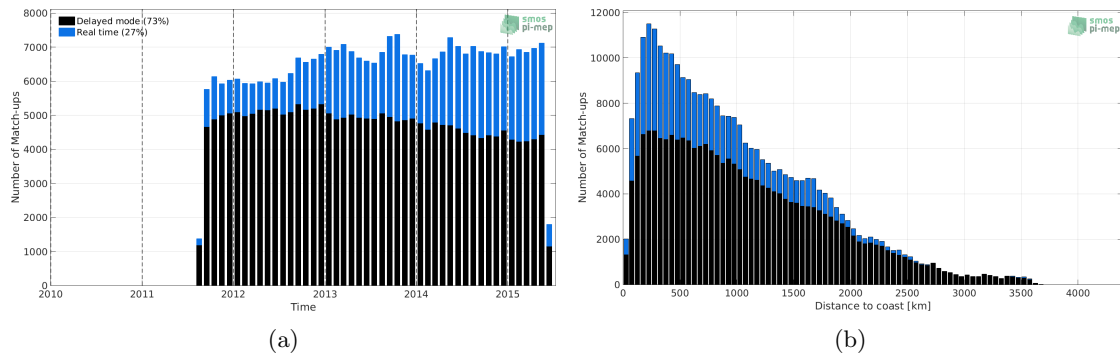 Delayed mode (73%)
Real time (27%)
smos
pi-mep
Number of Match-ups
8000
7000
6000
5000
4000
3000
2000
1000
0
2010 2011 2012 2013 2014 2015
Time
(a)
smos
pi-mep
Number of Match-ups
12000
10000
8000
6000
4000
2000
0
0 500 1000 1500 2000 2500 3000 3500 4000
Distance to coast [km]
(b)